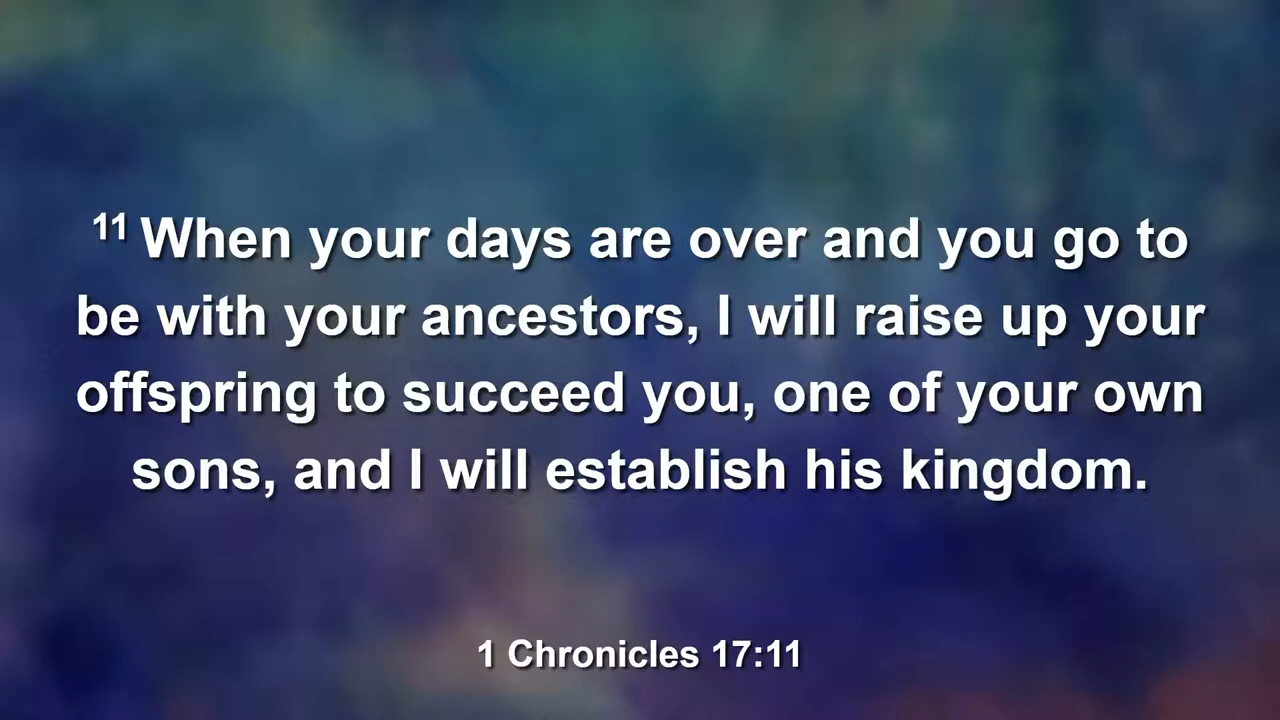 11 When your days are over and you go to
be with your ancestors, I will raise up your
offspring to succeed you, one of your own
sons, and I will establish his kingdom.
1 Chronicles 17:11